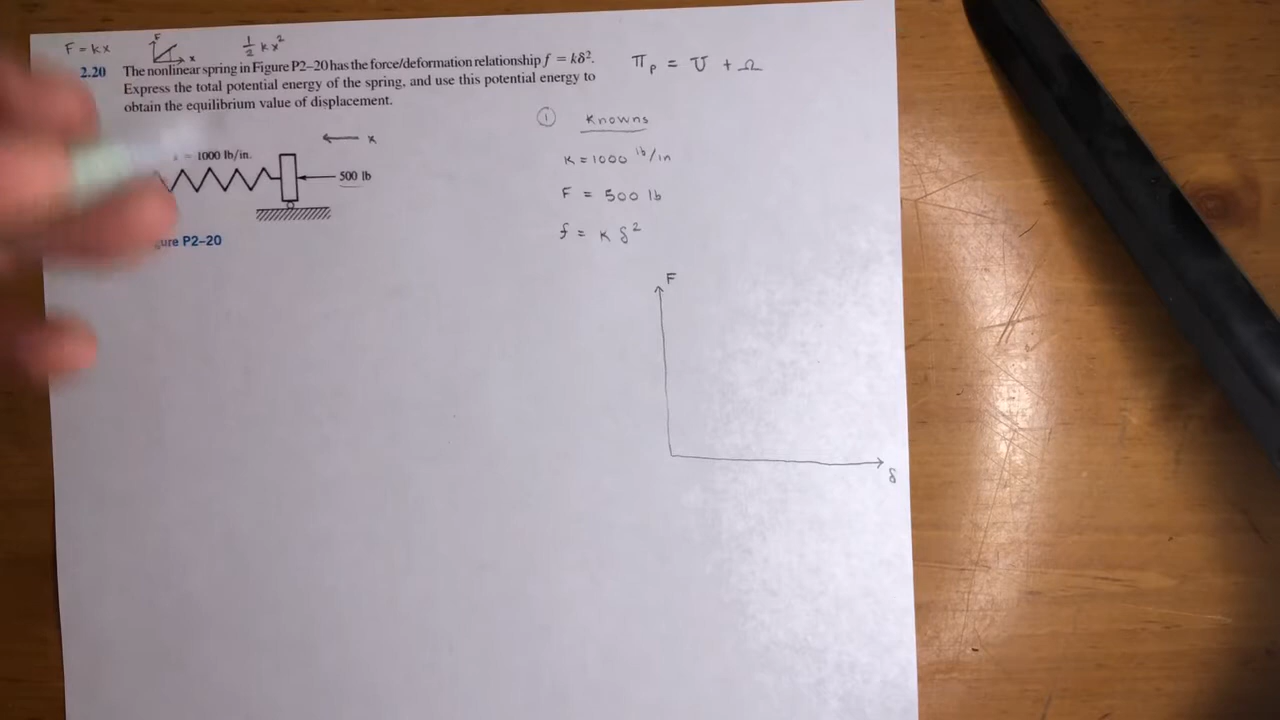 F = kx
F
x
½ kx²
2.20 The nonlinear spring in Figure P2–20 has the force/deformation relationship f = kδ².
Express the total potential energy of the spring, and use this potential energy to
obtain the equilibrium value of displacement.
πp = U + Ω
① Knowns
K = 1000 lb/in
F = 500 lb
f = K δ²
x
= 1000 lb/in.
500 lb
P2–20
F
δ